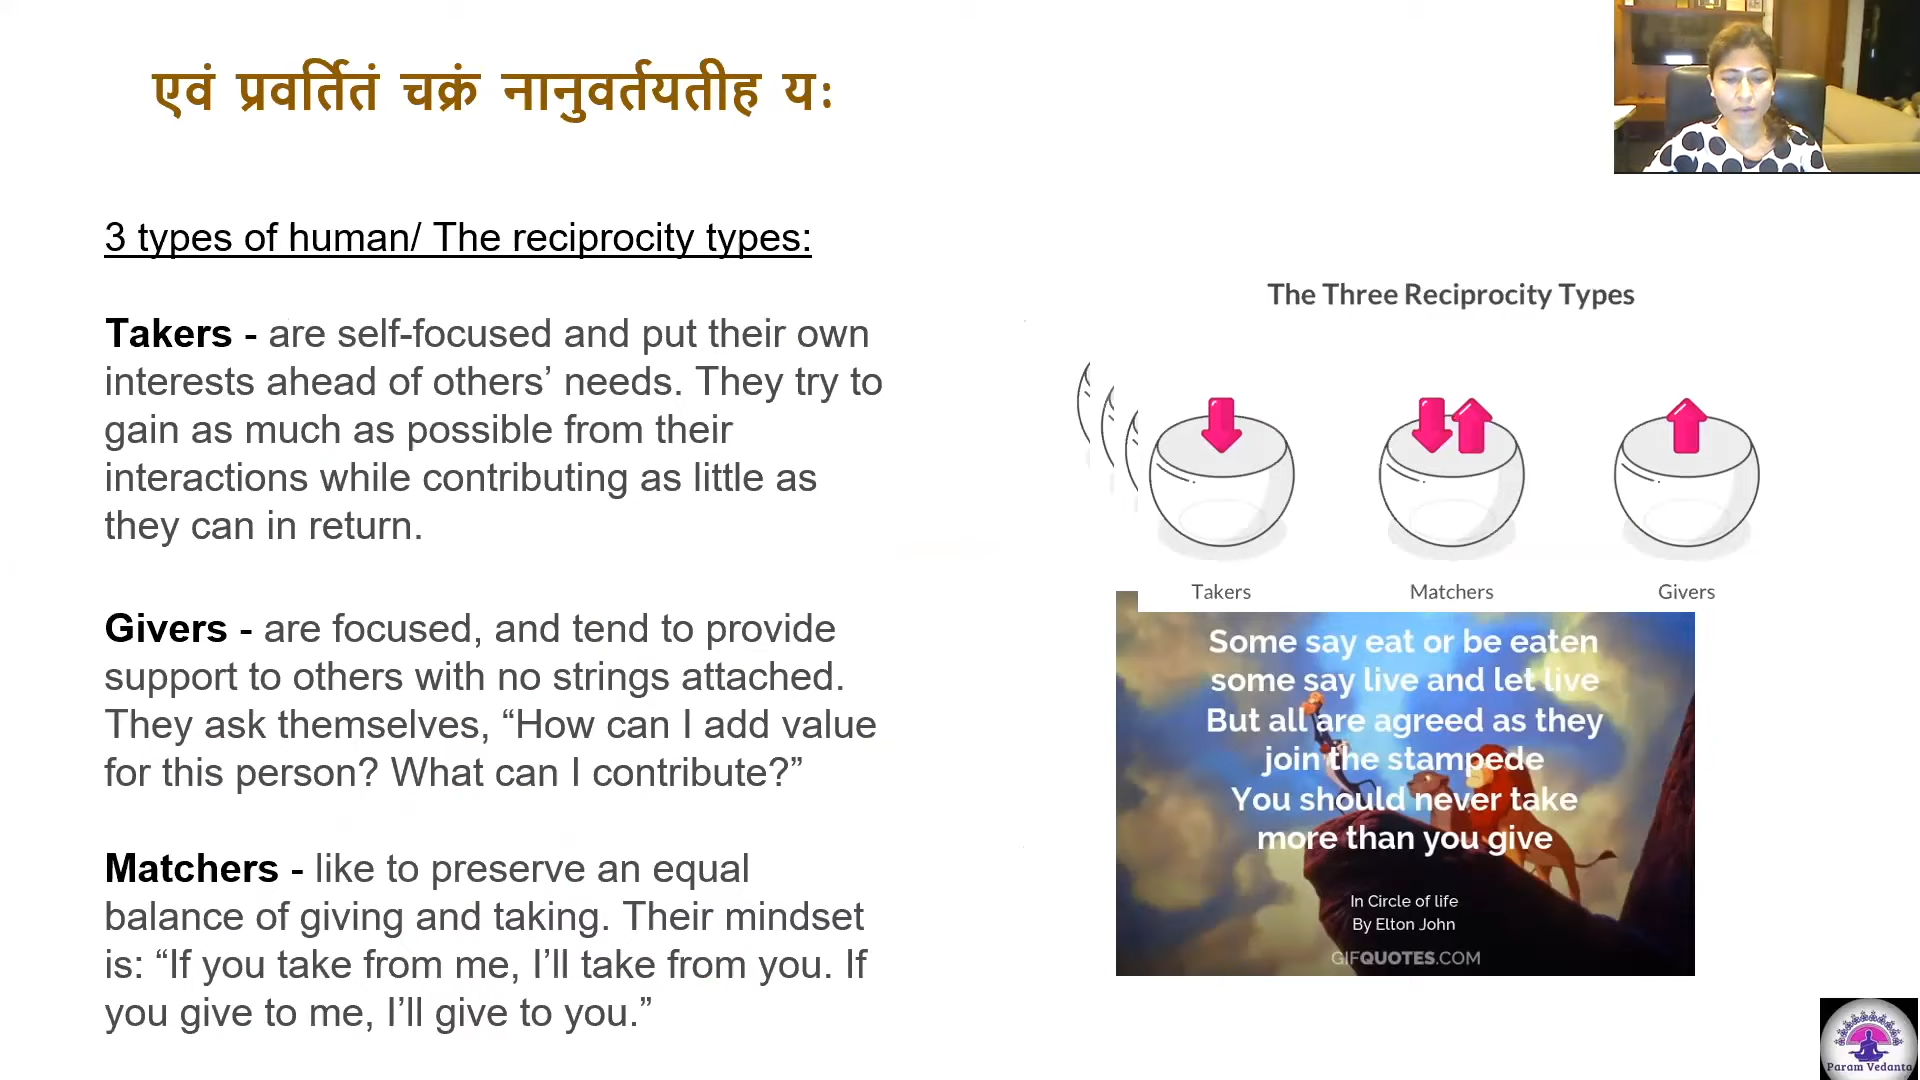 एवं प्रवर्तितं चक्रं नानुवर्तयतीह यः
3 types of human/ The reciprocity types:
Takers - are self-focused and put their own
interests ahead of others’ needs. They try to
gain as much as possible from their
interactions while contributing as little as
they can in return.
Givers - are focused, and tend to provide
support to others with no strings attached.
They ask themselves, “How can I add value
for this person? What can I contribute?”
Matchers - like to preserve an equal
balance of giving and taking. Their mindset
is: “If you take from me, I’ll take from you. If
you give to me, I’ll give to you.”
The Three Reciprocity Types
Takers Matchers Givers
Some say eat or be eaten
some say live and let live
But all are agreed as they
join the stampede
You should never take
more than you give
In Circle of life
By Elton John
GIFQUOTES.COM
Param Vedanta